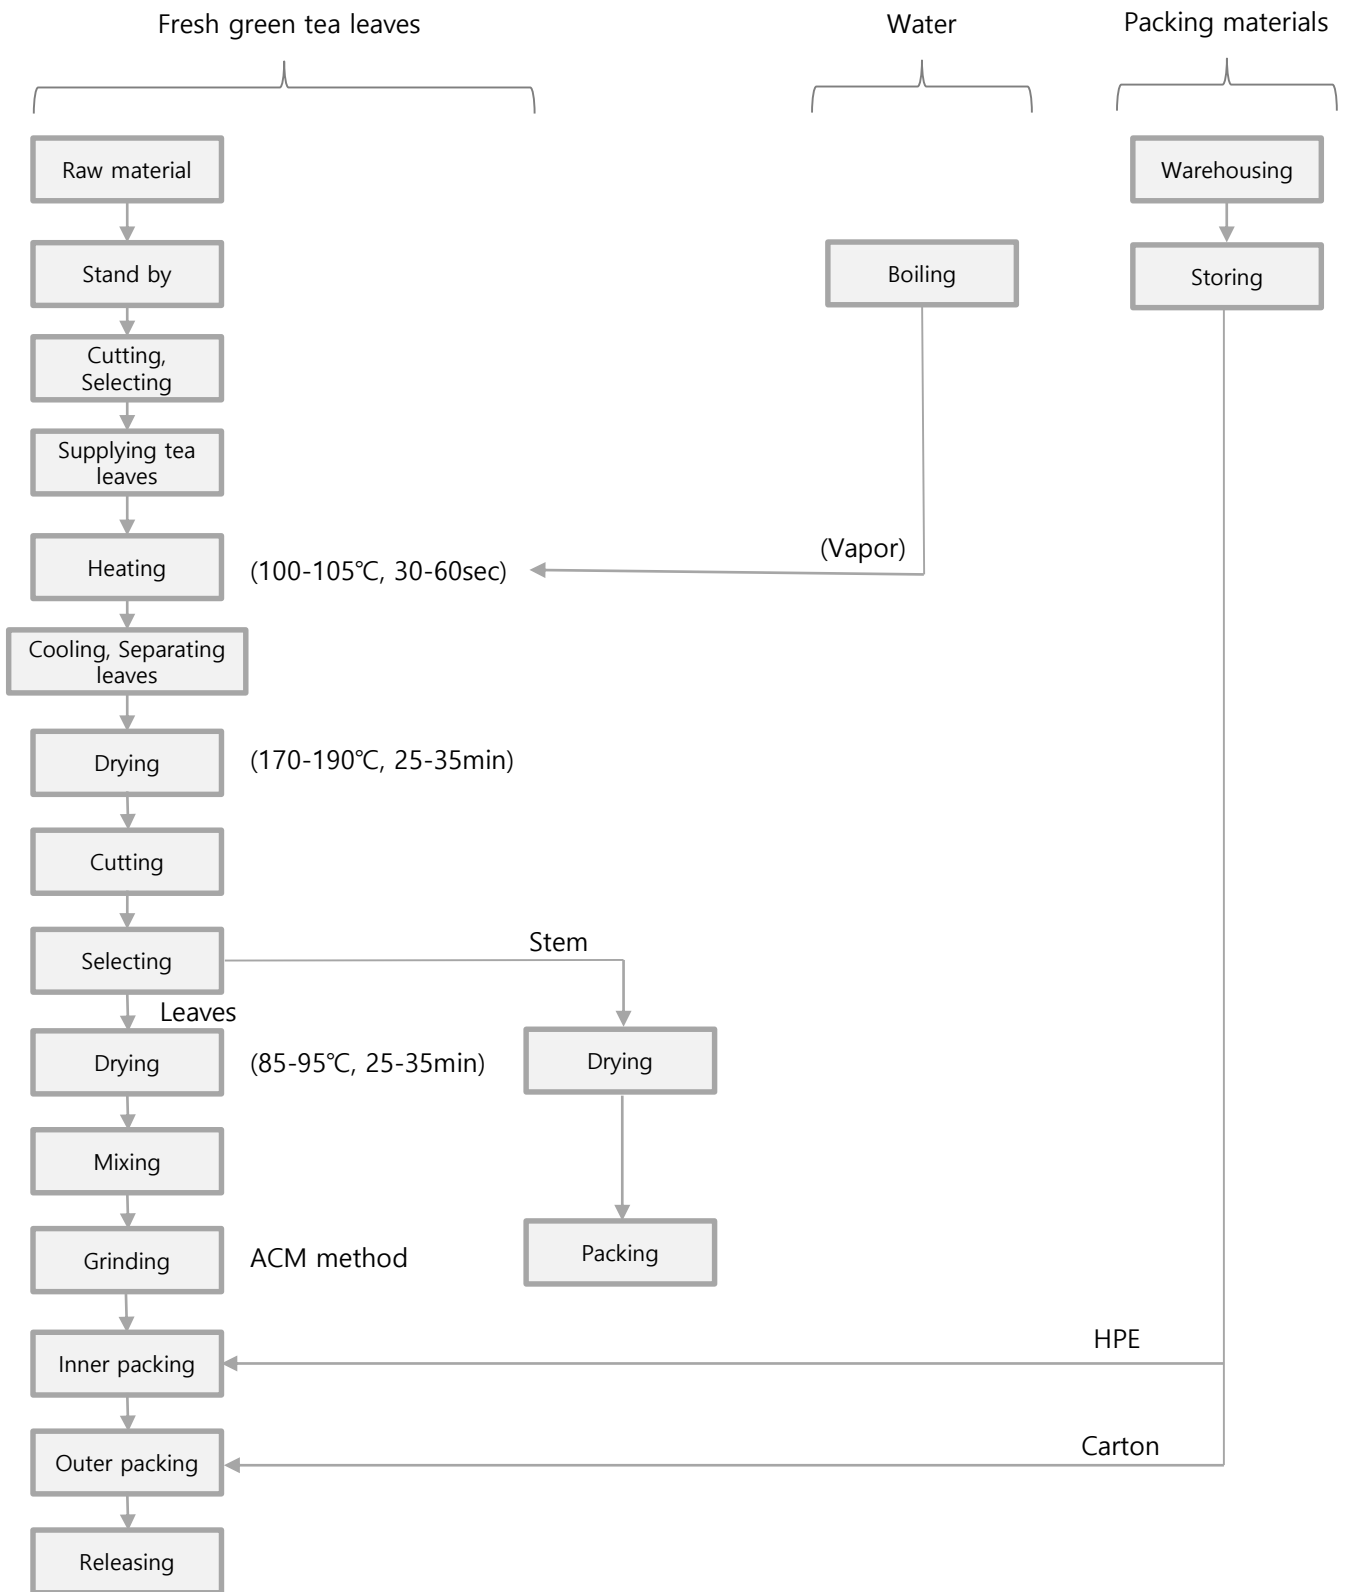 Fresh green tea leaves
Water
Packing materials
Raw material
Warehousing
Stand by
Boiling
Storing
Cutting,
Selecting
Supplying tea
leaves
Heating
(100-105℃, 30-60sec)
(Vapor)
Cooling, Separating
leaves
Drying
(170-190℃, 25-35min)
Cutting
Selecting
Stem
Leaves
Drying
(85-95℃, 25-35min)
Drying
Mixing
Grinding
ACM method
Packing
Inner packing
HPE
Outer packing
Carton
Releasing